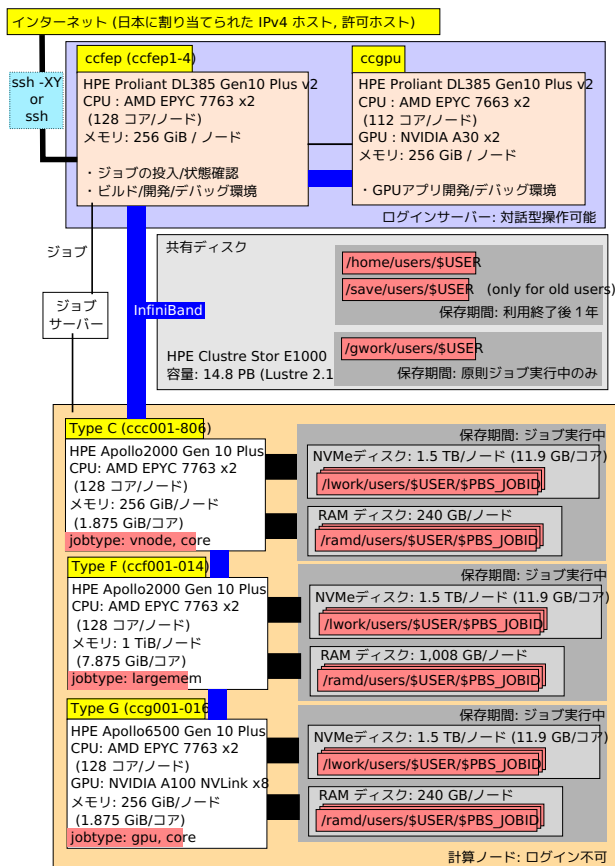 インターネット (日本に割り当てられた IPv4 ホスト, 許可ホスト)
ssh -XY
or
ssh
ccfep (ccfep1-4)
HPE Proliant DL385 Gen10 Plus v2
CPU : AMD EPYC 7763 x2
(128 コア/ノード)
メモリ: 256 GiB / ノード
・ジョブの投入/状態確認
・ビルド/開発/デバッグ環境
ccgpu
HPE Proliant DL385 Gen10 Plus v2
CPU : AMD EPYC 7663 x2
(112 コア/ノード)
GPU : NVIDIA A30 x2
メモリ: 256 GiB / ノード
・GPUアプリ開発/デバッグ環境
ログインサーバー: 対話型操作可能
ジョブ
ジョブ
サーバー
InfiniBand
共有ディスク
/home/users/$USER
/save/users/$USER (only for old users)
保存期間: 利用終了後１年
HPE Clustre Stor E1000
容量: 14.8 PB (Lustre 2.1
/gwork/users/$USER
保存期間: 原則ジョブ実行中のみ
Type C (ccc001-806)
HPE Apollo2000 Gen 10 Plus
CPU: AMD EPYC 7763 x2
(128 コア/ノード)
メモリ: 256 GiB/ノード
(1.875 GiB/コア)
jobtype: vnode, core
保存期間: ジョブ実行中
NVMeディスク: 1.5 TB/ノード (11.9 GB/コア)
/lwork/users/$USER/$PBS_JOBID
RAM ディスク: 240 GB/ノード
/ramd/users/$USER/$PBS_JOBID
Type F (ccf001-014)
HPE Apollo2000 Gen 10 Plus
CPU: AMD EPYC 7763 x2
(128 コア/ノード)
メモリ: 1 TiB/ノード
(7.875 GiB/コア)
jobtype: largemem
保存期間: ジョブ実行中
NVMeディスク: 1.5 TB/ノード (11.9 GB/コア)
/lwork/users/$USER/$PBS_JOBID
RAM ディスク: 1,008 GB/ノード
/ramd/users/$USER/$PBS_JOBID
Type G (ccg001-016
HPE Apollo6500 Gen 10 Plus
CPU: AMD EPYC 7763 x2
(128 コア/ノード)
GPU: NVIDIA A100 NVLink x8
メモリ: 256 GiB/ノード
(1.875 GiB/コア)
jobtype: gpu, core
保存期間: ジョブ実行中
NVMeディスク: 1.5 TB/ノード (11.9 GB/コア)
/lwork/users/$USER/$PBS_JOBID
RAM ディスク: 240 GB/ノード
/ramd/users/$USER/$PBS_JOBID
計算ノード: ログイン不可